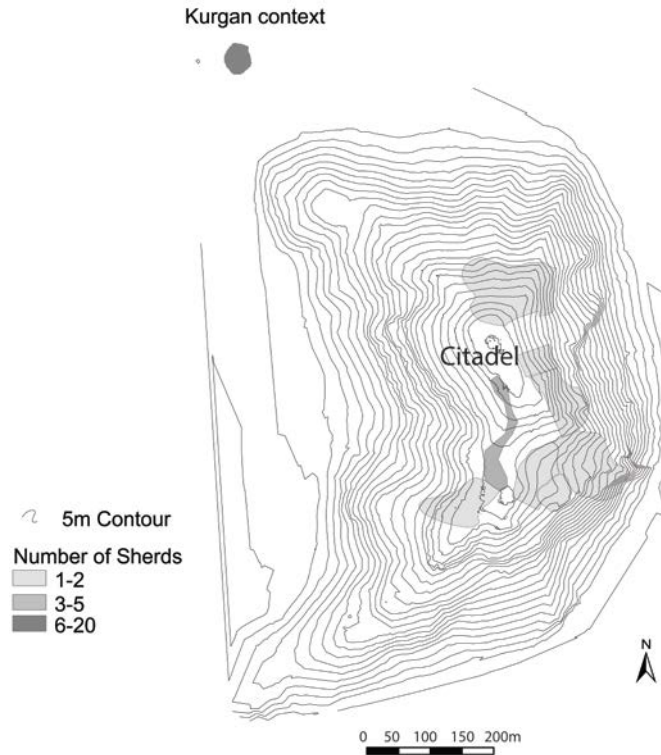 Kurgan context
Citadel
5m Contour
Number of Sherds
1-2
3-5
6-20
N
0 50 100 150 200m